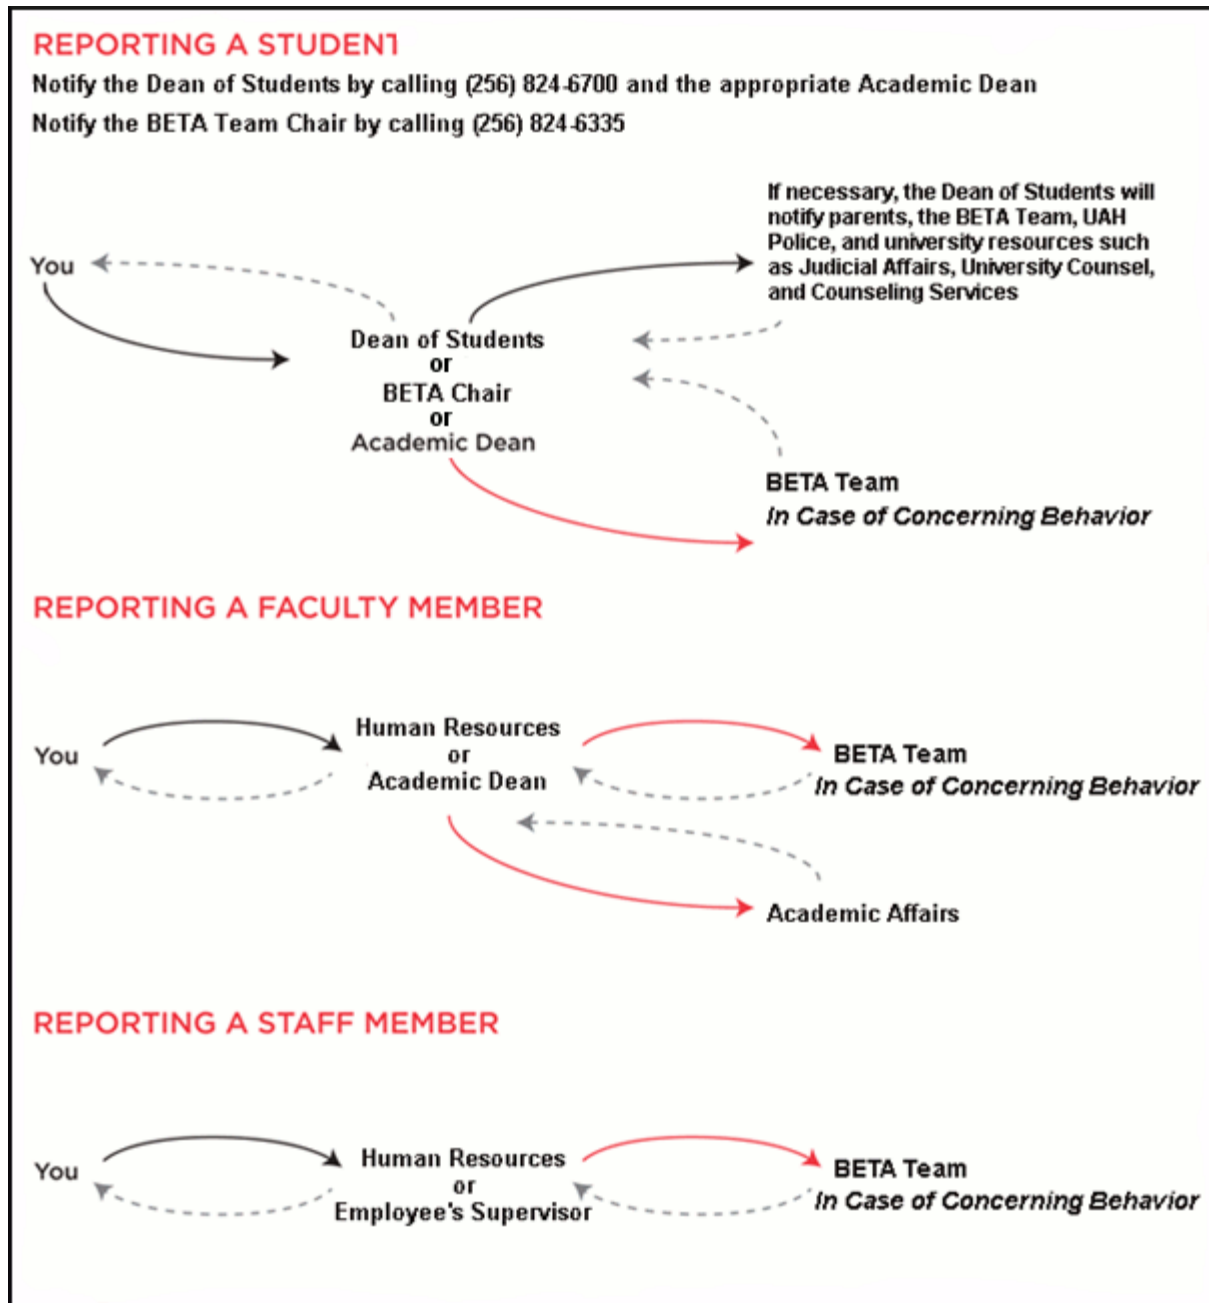 REPORTING A STUDENT
Notify the Dean of Students by calling (256) 824-6700 and the appropriate Academic Dean
Notify the BETA Team Chair by calling (256) 824-6335
If necessary, the Dean of Students will
notify parents, the BETA Team, UAH
Police, and university resources such
as Judicial Affairs, University Counsel,
and Counseling Services
You
Dean of Students
or
BETA Chair
or
Academic Dean
BETA Team
In Case of Concerning Behavior
REPORTING A FACULTY MEMBER
You
Human Resources
or
Academic Dean
BETA Team
In Case of Concerning Behavior
Academic Affairs
REPORTING A STAFF MEMBER
You
Human Resources
or
Employee's Supervisor
BETA Team
In Case of Concerning Behavior